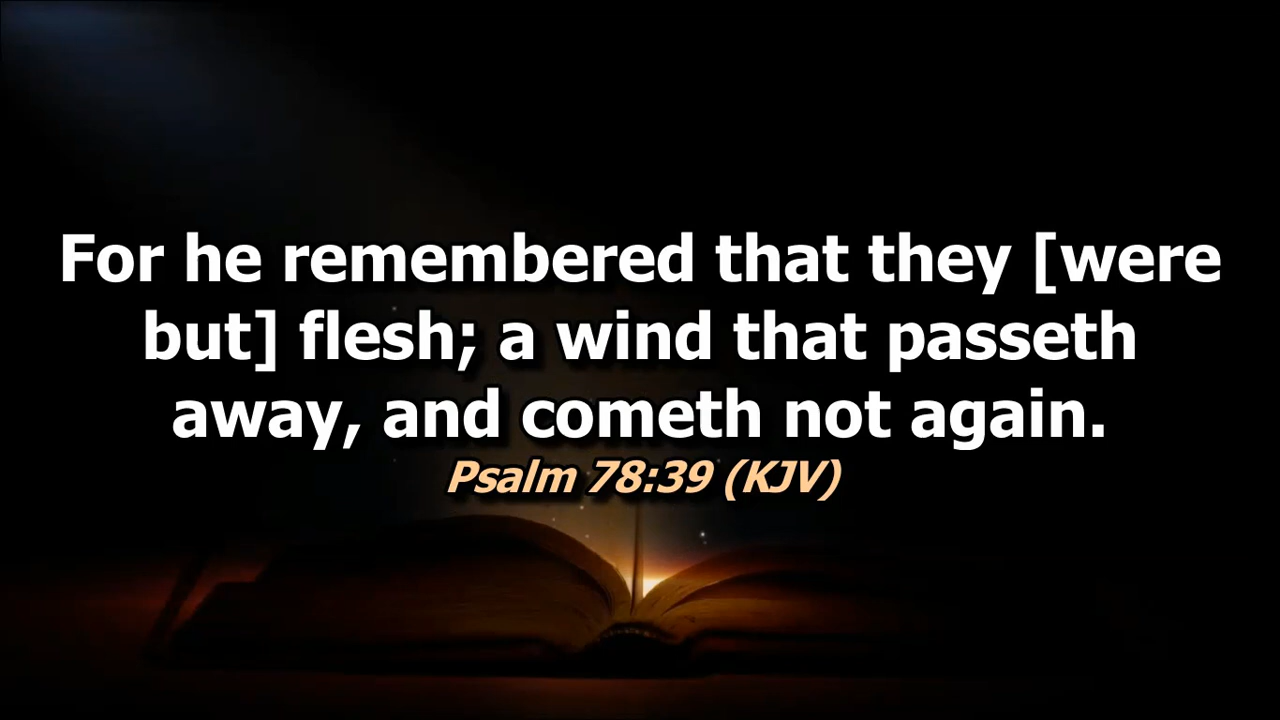 For he remembered that they [were
but] flesh; a wind that passeth
away, and cometh not again.
Psalm 78:39 (KJV)